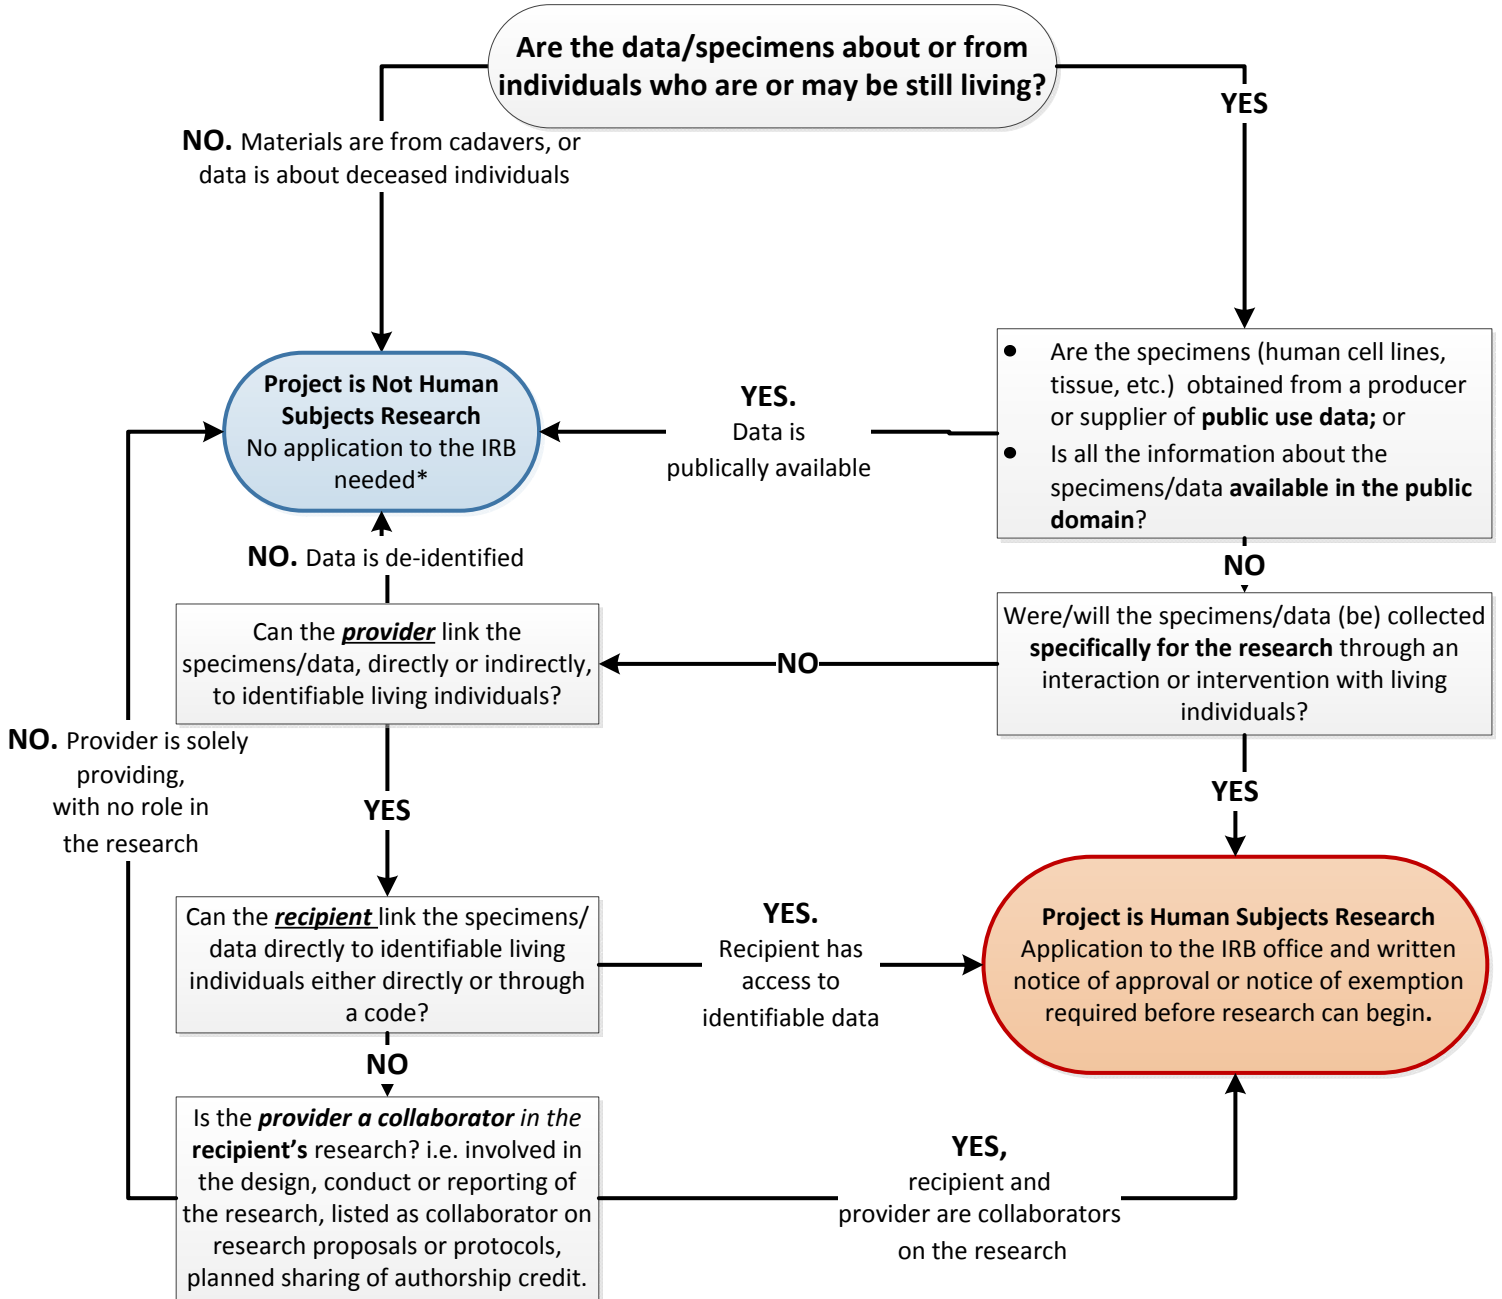 Are the data/specimens about or from
individuals who are or may be still living?
YES
NO. Materials are from cadavers, or
data is about deceased individuals
Project is Not Human
Subjects Research
No application to the IRB
needed*
YES.
Data is
publically available
● Are the specimens (human cell lines,
tissue, etc.)  obtained from a producer
or supplier of public use data; or
● Is all the information about the
specimens/data available in the public
domain?
NO. Data is de-identified
NO
Can the provider link the
specimens/data, directly or indirectly,
to identifiable living individuals?
NO
Were/will the specimens/data (be) collected
specifically for the research through an
interaction or intervention with living
individuals?
NO. Provider is solely
providing,
with no role in
the research
YES
YES
Can the recipient link the specimens/
data directly to identifiable living
individuals either directly or through
a code?
YES.
Recipient has
access to
identifiable data
Project is Human Subjects Research
Application to the IRB office and written
notice of approval or notice of exemption
required before research can begin.
NO
Is the provider a collaborator in the
recipient's research? i.e. involved in
the design, conduct or reporting of
the research, listed as collaborator on
research proposals or protocols,
planned sharing of authorship credit.
YES,
recipient and
provider are collaborators
on the research